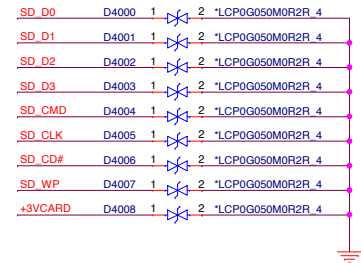 SD_D0 D4000 1 2 *LCP0G050M0R2R_4
SD_D1 D4001 1 2 *LCP0G050M0R2R_4
SD_D2 D4002 1 2 *LCP0G050M0R2R_4
SD_D3 D4003 1 2 *LCP0G050M0R2R_4
SD_CMD D4004 1 2 *LCP0G050M0R2R_4
SD_CLK D4005 1 2 *LCP0G050M0R2R_4
SD_CD# D4006 1 2 *LCP0G050M0R2R_4
SD_WP D4007 1 2 *LCP0G050M0R2R_4
+3VCARD D4008 1 2 *LCP0G050M0R2R_4